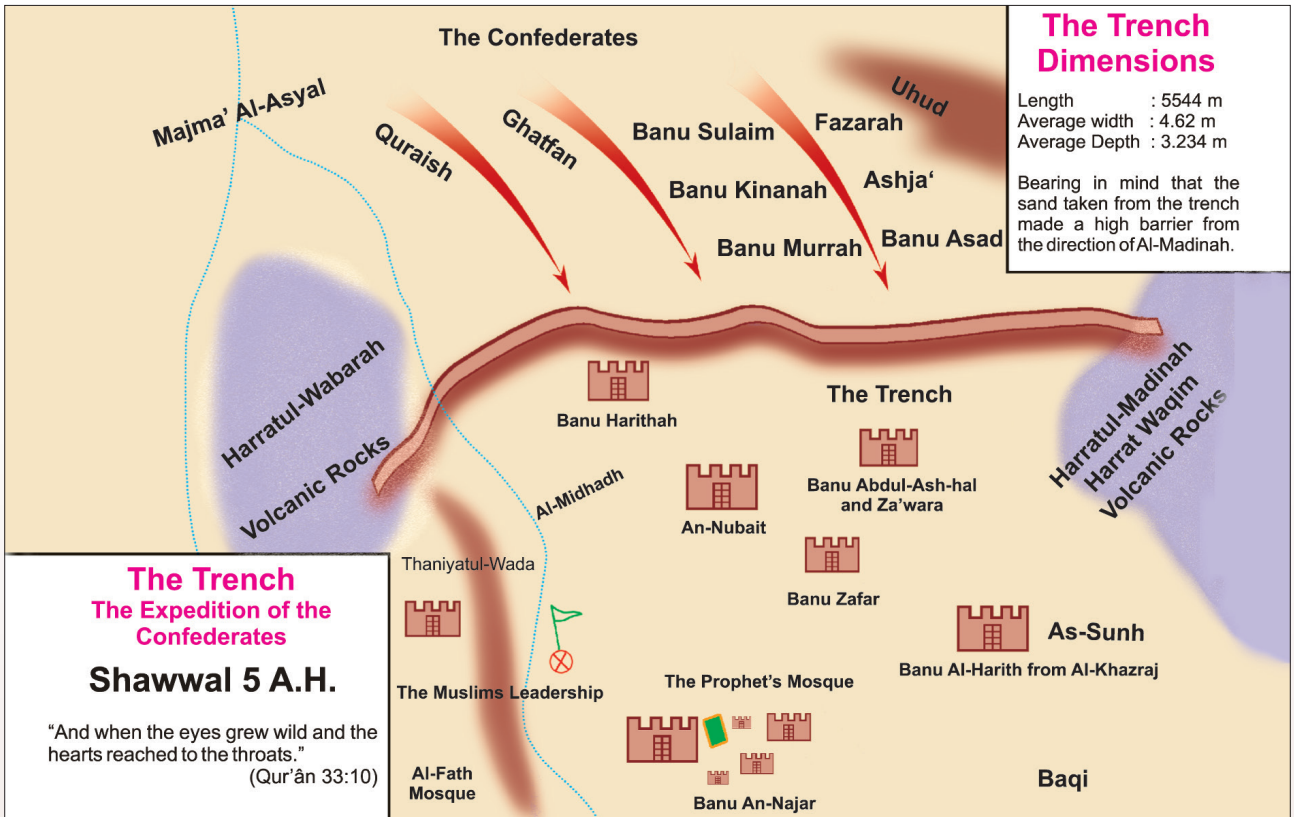 The Confederates
The Trench
Dimensions
Length : 5544 m
Average width : 4.62 m
Average Depth : 3.234 m
Bearing in mind that the
sand taken from the trench
made a high barrier from
the direction of Al-Madinah.
Majma’ Al-Asyal
Quraish
Ghatfan
Banu Sulaim
Fazarah
Uhud
Banu Kinanah
Ashja‘
Banu Murrah
Banu Asad
Harratul-Wabarah
Volcanic Rocks
Harratul-Madinah
Harrat Waqim
Volcanic Rocks
Banu Harithah
The Trench
Al-Midhadh
An-Nubait
Banu Abdul-Ash-hal
and Za’wara
Thaniyatul-Wada
Banu Zafar
As-Sunh
Banu Al-Harith from Al-Khazraj
The Muslims Leadership
The Prophet’s Mosque
Al-Fath
Mosque
Banu An-Najar
Baqi
The Trench
The Expedition of the
Confederates
Shawwal 5 A.H.
“And when the eyes grew wild and the
hearts reached to the throats.”
(Qur’ân 33:10)